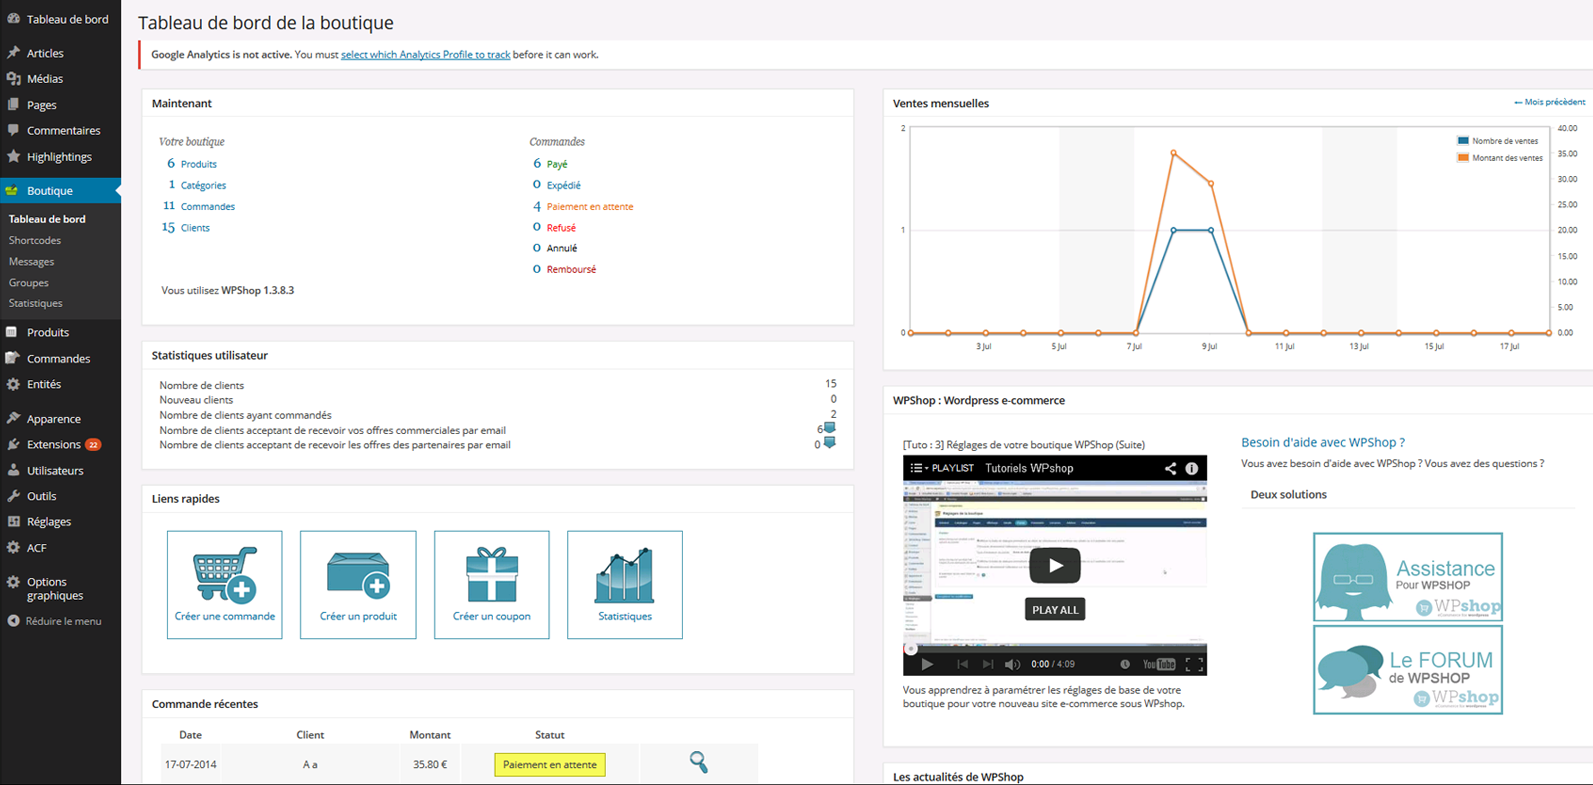 Tableau de bord
Articles
Médias
Pages
Commentaires
Highlightings
Boutique
Tableau de bord
Shortcodes
Messages
Groupes
Statistiques
Produits
Commandes
Entités
Apparence
Extensions 22
Utilisateurs
Outils
Réglages
ACF
Options
graphiques
Réduire le menu
Tableau de bord de la boutique
Google Analytics is not active. You must select which Analytics Profile to track before it can work.
Maintenant
Votre boutique
6 Produits
1 Catégories
11 Commandes
15 Clients
Commandes
6 Payé
0 Expédié
4 Paiement en attente
0 Refusé
0 Annulé
0 Remboursé
Vous utilisez WPShop 1.3.8.3
Statistiques utilisateur
Nombre de clients 15
Nouveau clients 0
Nombre de clients ayant commandés 2
Nombre de clients acceptant de recevoir vos offres commerciales par email 6
Nombre de clients acceptant de recevoir les offres des partenaires par email 0
Liens rapides
Créer une commande
Créer un produit
Créer un coupon
Statistiques
Commande récentes
Date Client Montant Statut
17-07-2014 A a 35.80 € Paiement en attente
Ventes mensuelles
← Mois précèdent
2
1
0
40.00
35.00
30.00
25.00
20.00
15.00
10.00
5.00
0.00
Nombre de ventes
Montant des ventes
3 Jul 5 Jul 7 Jul 9 Jul 11 Jul 13 Jul 15 Jul 17 Jul
WPShop : Wordpress e-commerce
[Tuto : 3] Réglages de votre boutique WPShop (Suite)
PLAYLIST Tutoriels WPshop
PLAY ALL
0:00 / 4:09
YouTube
Vous apprendrez à paramétrer les réglages de base de votre
boutique pour votre nouveau site e-commerce sous WPshop.
Besoin d'aide avec WPShop ?
Vous avez besoin d'aide avec WPShop ? Vous avez des questions ?
Deux solutions
Assistance
Pour WPSHOP
WPshop
Le FORUM
de WPSHOP
WPshop
Les actualités de WPShop